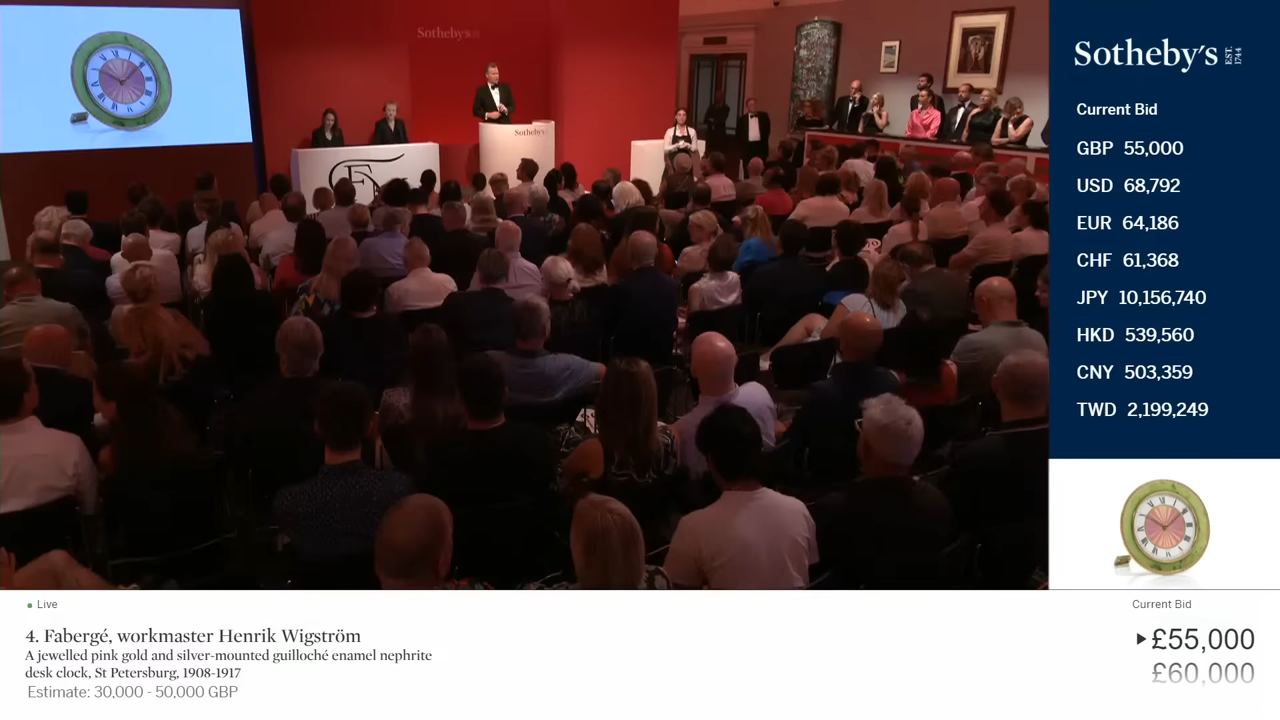 Sotheby's
Sotheby's
Sotheby's EST. 1744
Current Bid
GBP 55,000
USD 68,792
EUR 64,186
CHF 61,368
JPY 10,156,740
HKD 539,560
CNY 503,359
TWD 2,199,249
Live
4. Fabergé, workmaster Henrik Wigström
A jewelled pink gold and silver-mounted guilloché enamel nephrite
desk clock, St Petersburg, 1908-1917
Estimate: 30,000 - 50,000 GBP
Current Bid
£55,000
£60,000